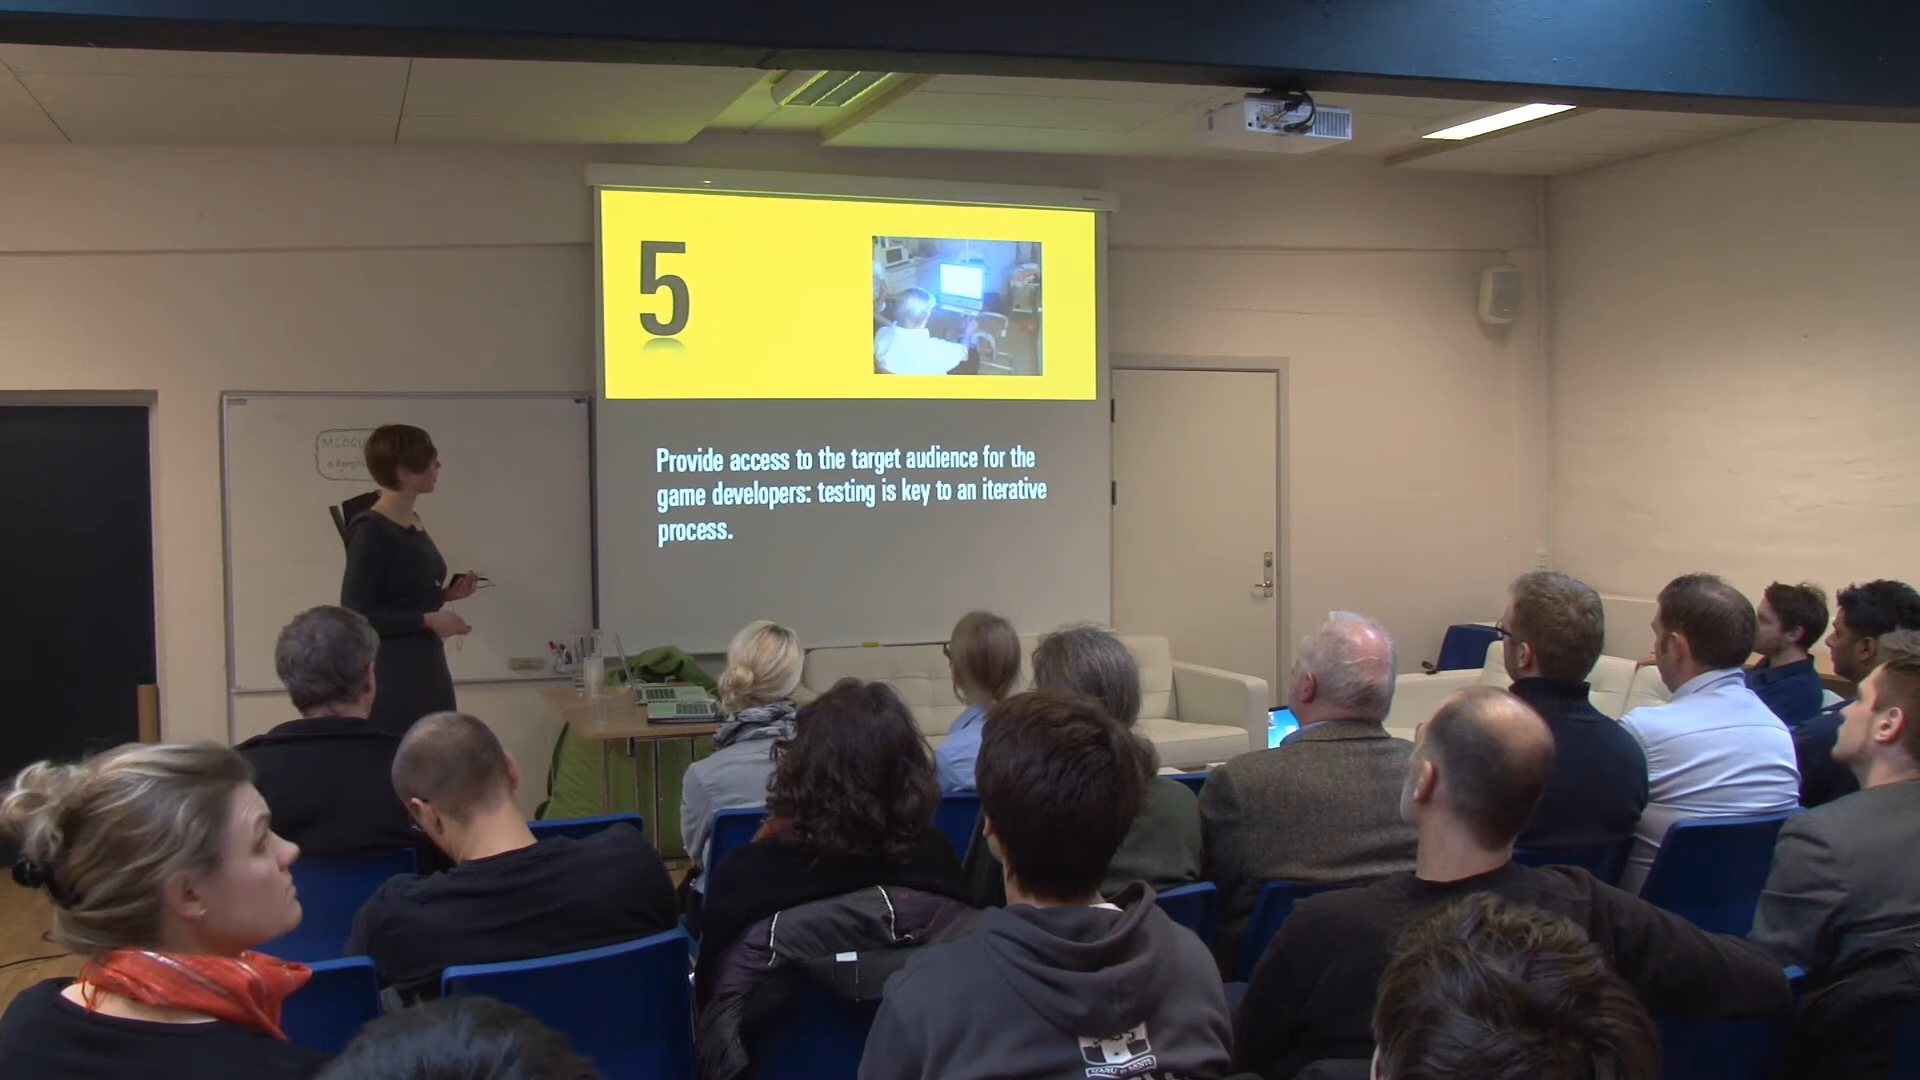 5
Provide access to the target audience for the
game developers: testing is key to an iterative
process.